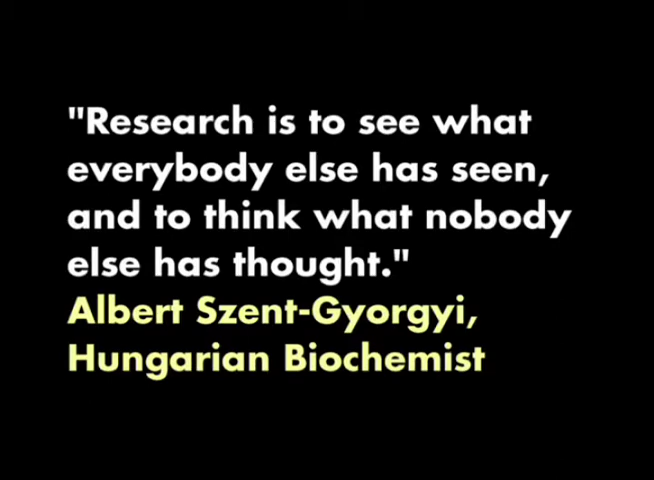 "Research is to see what
everybody else has seen,
and to think what nobody
else has thought."
Albert Szent-Gyorgyi,
Hungarian Biochemist